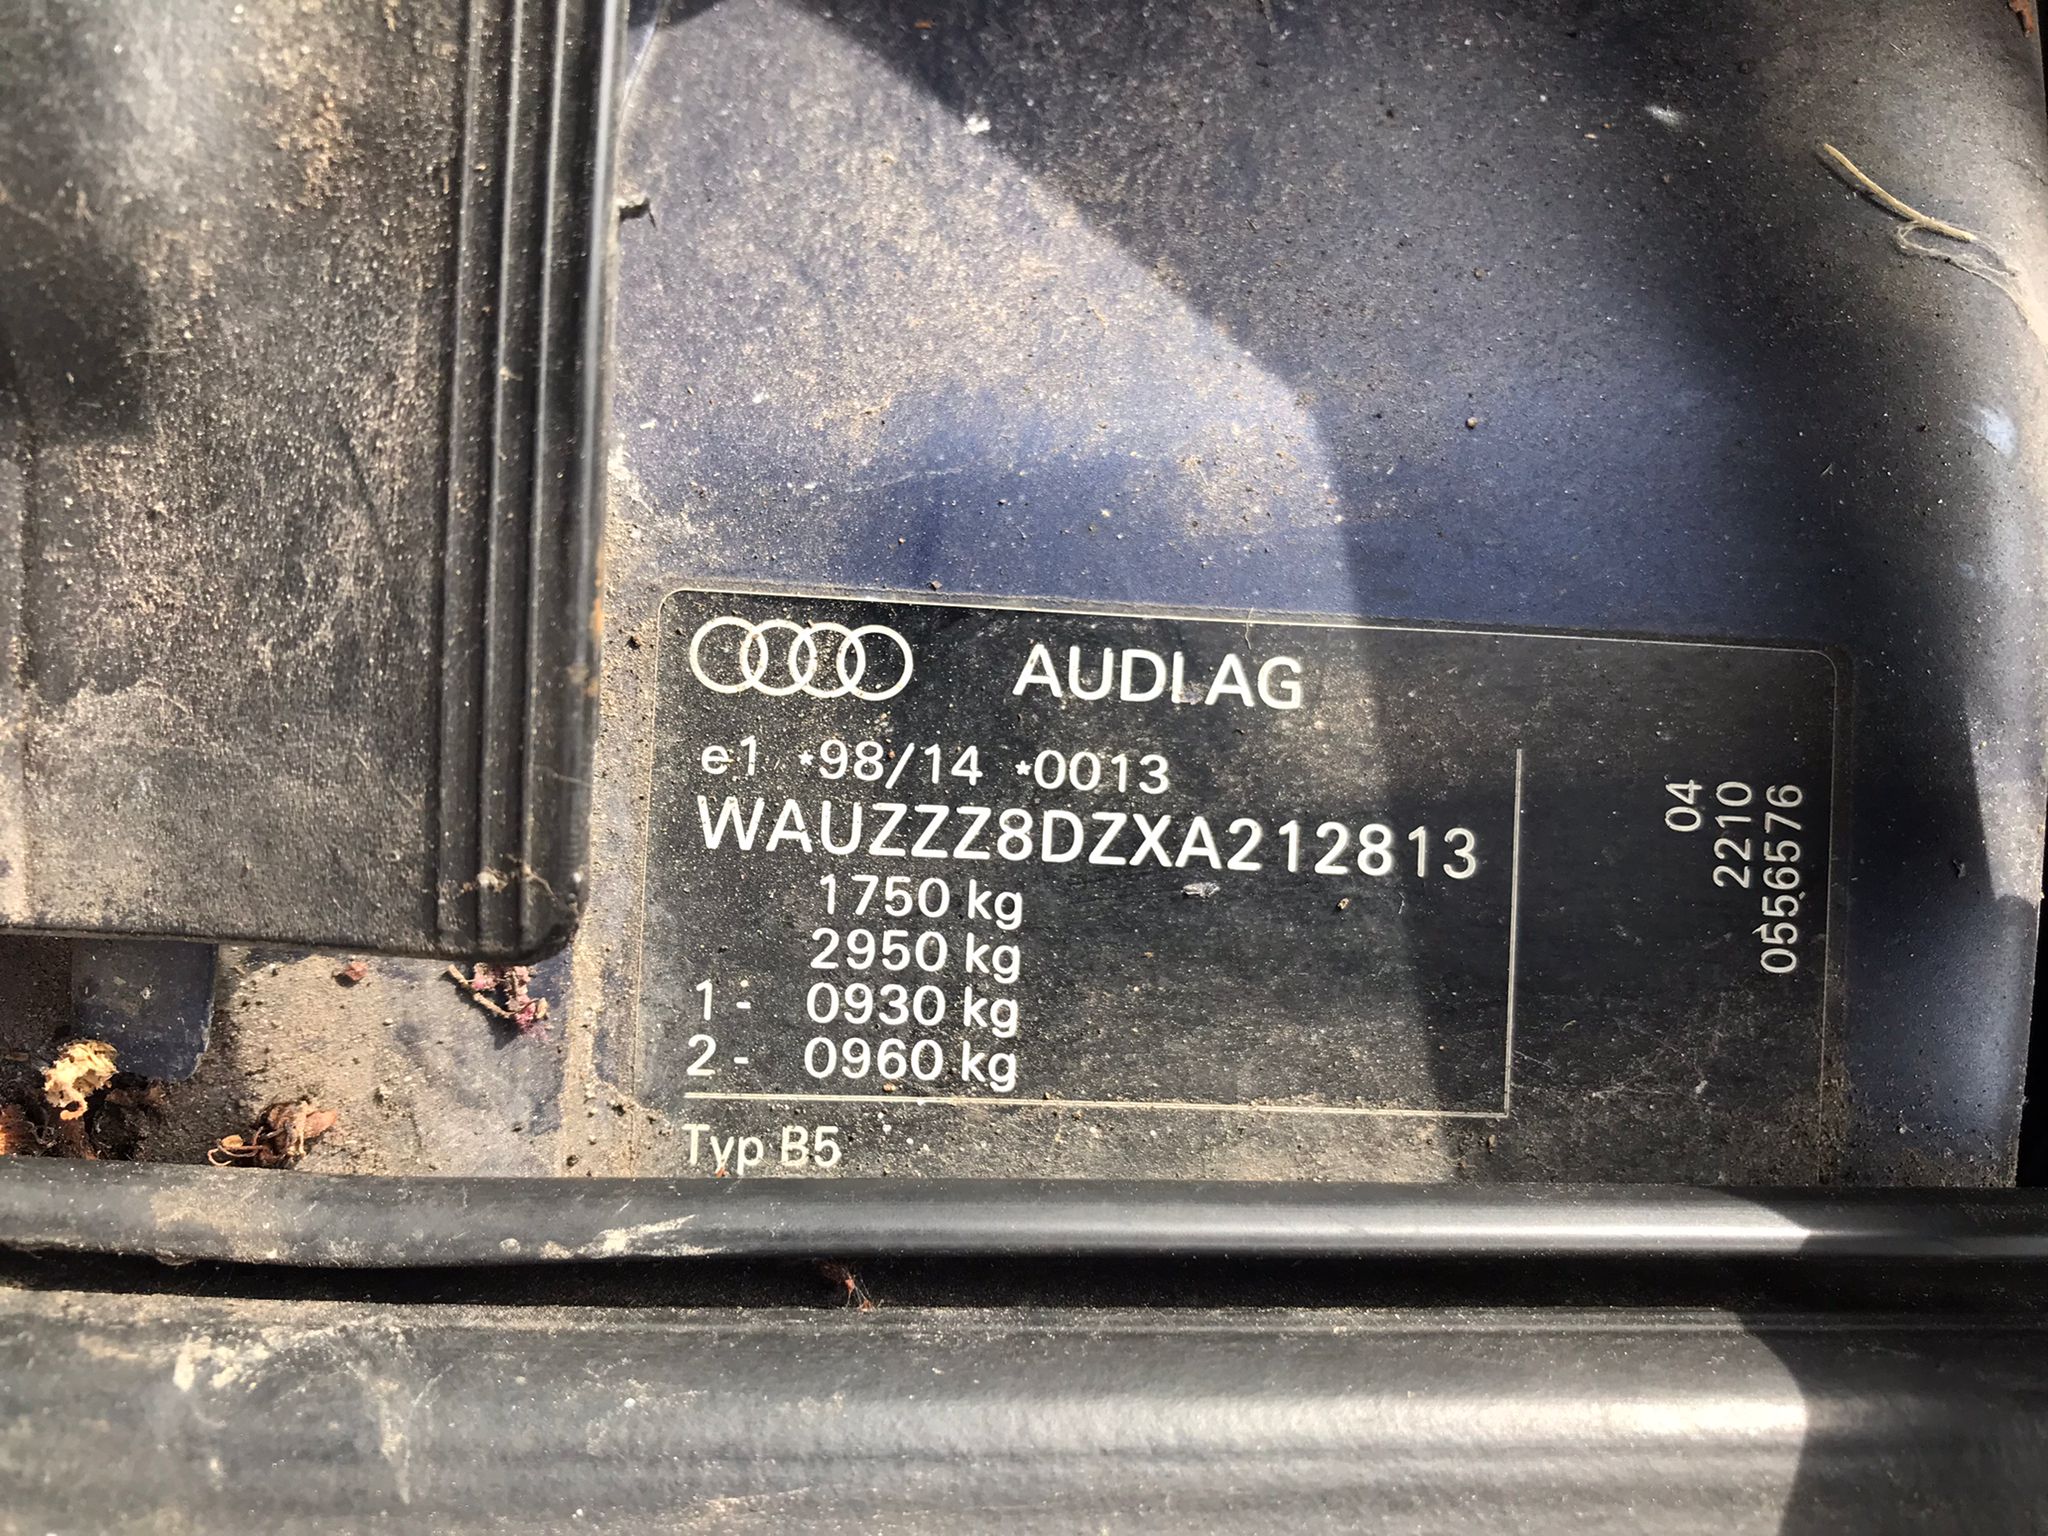 AUDI AG
e1 *98/14 *0013
WAUZZZ8DZXA212813
1750 kg
2950 kg
1- 0930 kg
2- 0960 kg
Typ B5
04
2210
0556576